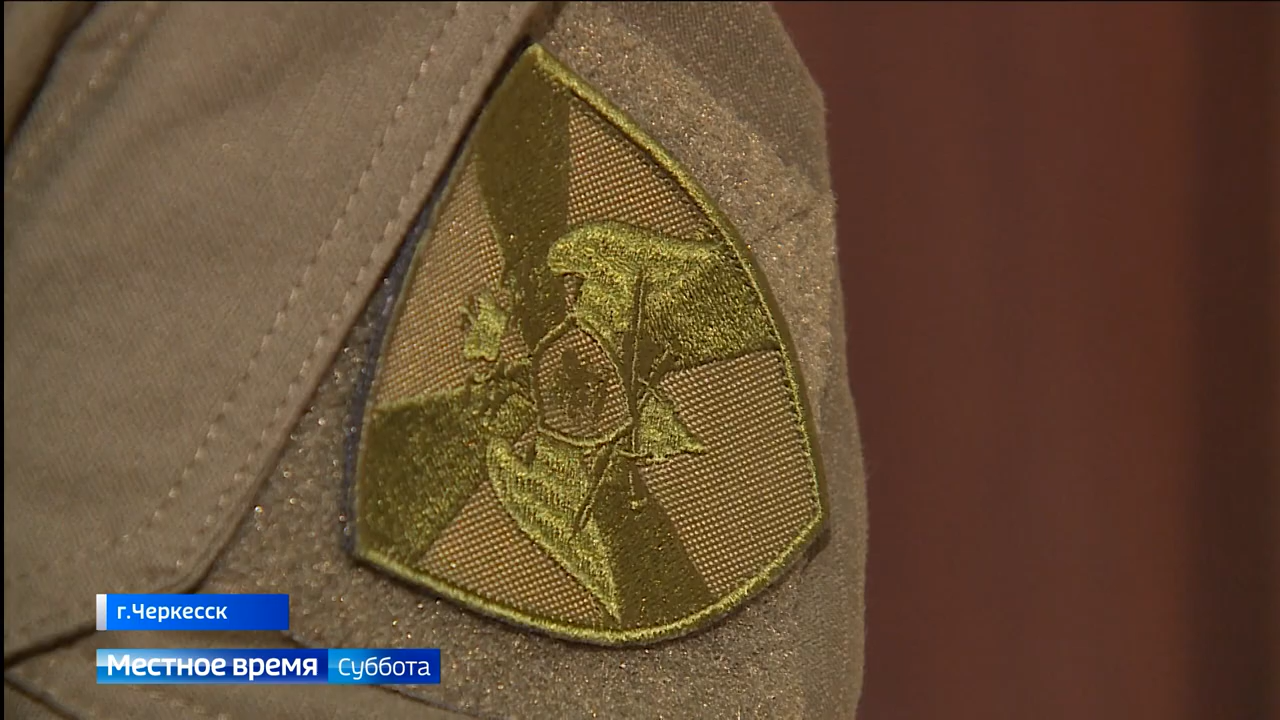 г.Черкесск
Местное время Суббота